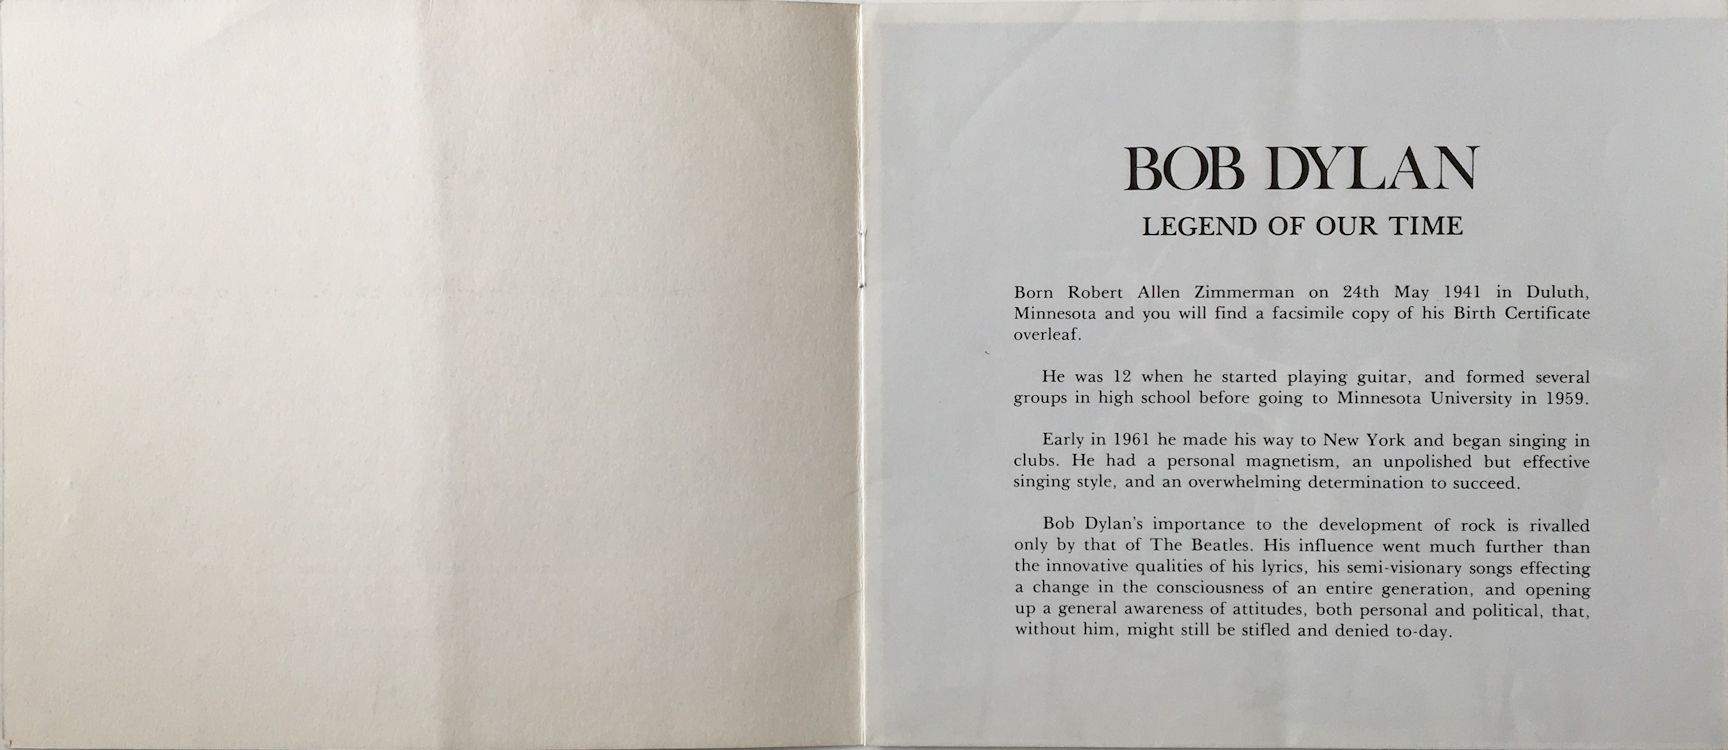 BOB DYLAN
LEGEND OF OUR TIME
Born Robert Allen Zimmerman on 24th May 1941 in Duluth,
Minnesota and you will find a facsimile copy of his Birth Certificate
overleaf.
He was 12 when he started playing guitar, and formed several
groups in high school before going to Minnesota University in 1959.
Early in 1961 he made his way to New York and began singing in
clubs. He had a personal magnetism, an unpolished but effective
singing style, and an overwhelming determination to succeed.
Bob Dylan's importance to the development of rock is rivalled
only by that of The Beatles. His influence went much further than
the innovative qualities of his lyrics, his semi-visionary songs effecting
a change in the consciousness of an entire generation, and opening
up a general awareness of attitudes, both personal and political, that,
without him, might still be stifled and denied to-day.